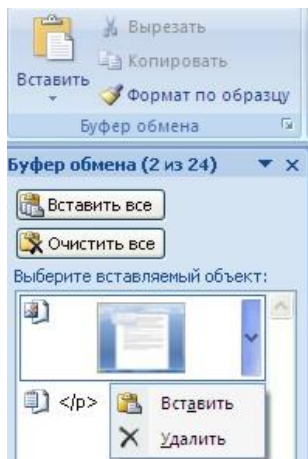 Вырезать
Копировать
Вставить
Формат по образцу
Буфер обмена
Буфер обмена (2 из 24)
Вставить все
Очистить все
Выберите вставляемый объект:
</p>
Вставить
Удалить